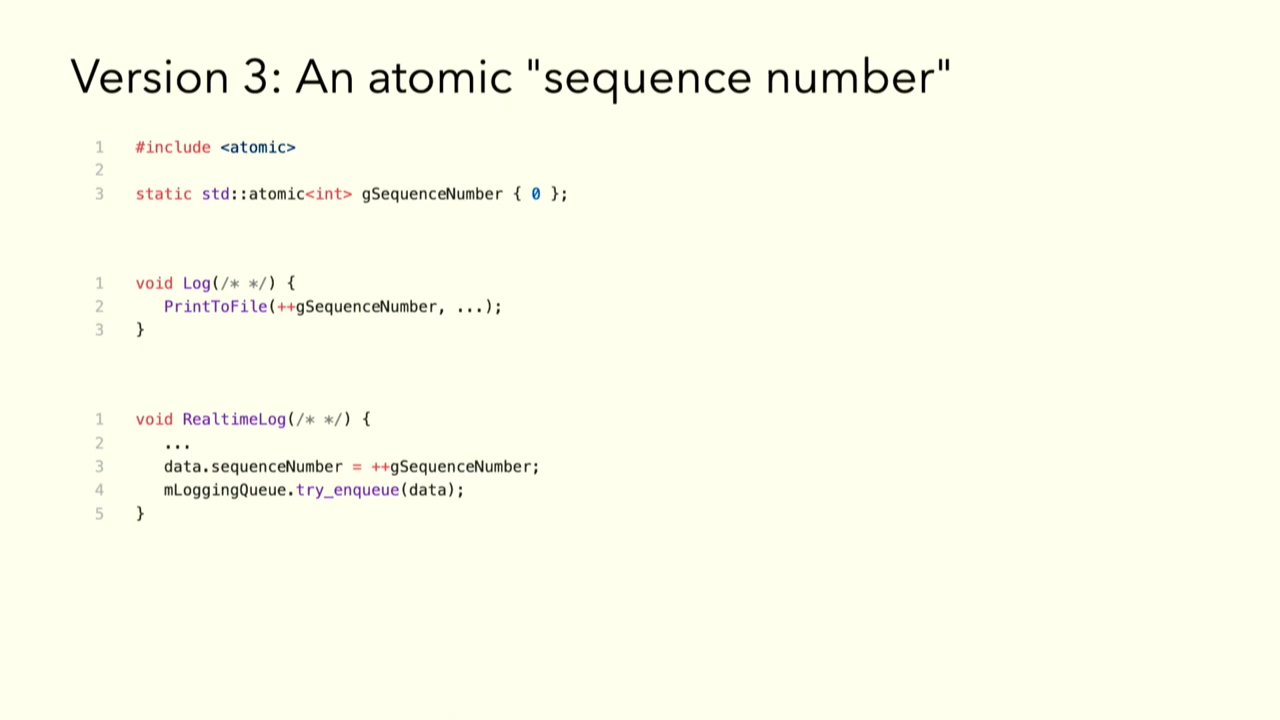 Version 3: An atomic "sequence number"
1 #include <atomic>
2
3 static std::atomic<int> gSequenceNumber { 0 };
1 void Log(/* */) {
2 PrintToFile(++gSequenceNumber, ...);
3 }
1 void RealtimeLog(/* */) {
2 ...
3 data.sequenceNumber = ++gSequenceNumber;
4 mLoggingQueue.try_enqueue(data);
5 }